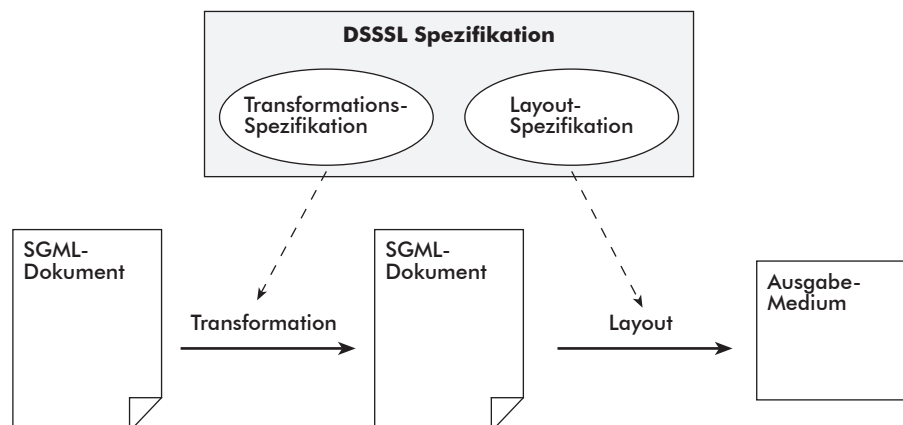 DSSSL Spezifikation
Transformations-
Spezifikation
Layout-
Spezifikation
SGML-
Dokument
Transformation
SGML-
Dokument
Layout
Ausgabe-
Medium